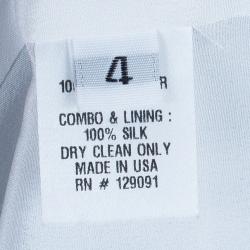 4
COMBO & LINING :
100% SILK
DRY CLEAN ONLY
MADE IN USA
RN # 129091